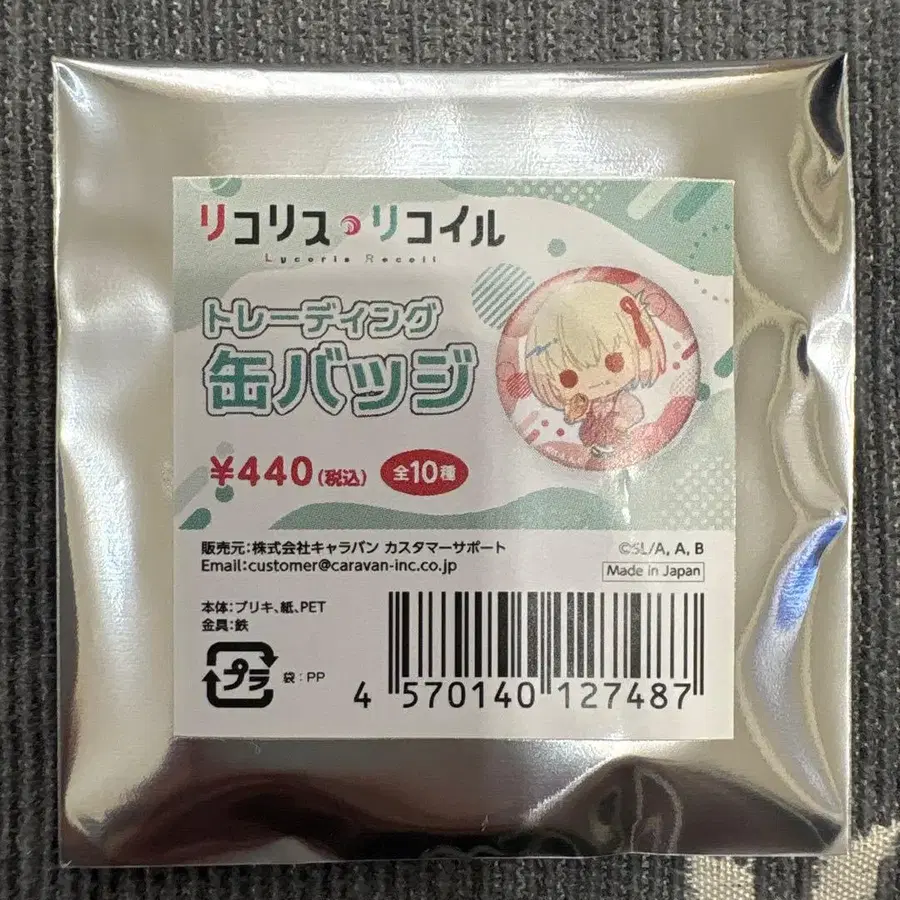 リコリス・リコイル
Lycoris Recoil
トレーディング
缶バッジ
¥440(税込) 全10種
販売元:株式会社キャラバン カスタマーサポート
Email:customer@caravan-inc.co.jp
©SL/A, A, B
Made in Japan
本体:ブリキ、紙、PET
金具:鉄
プラ 袋:PP
4 570140 127487